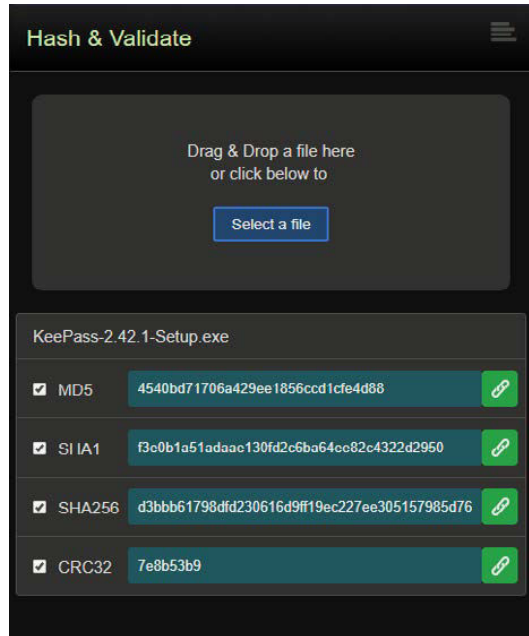 Hash & Validate
Drag & Drop a file here
or click below to
Select a file
KeePass-2.42.1-Setup.exe
MD5 4540bd71706a429ee1856ccd1cfe4d88
SHA1 f3c0b1a51adaac130fd2c6ba64cc82c4322d2950
SHA256 d3bbb61798dfd230616d9ff19ec227ee305157985d76
CRC32 7e8b53b9